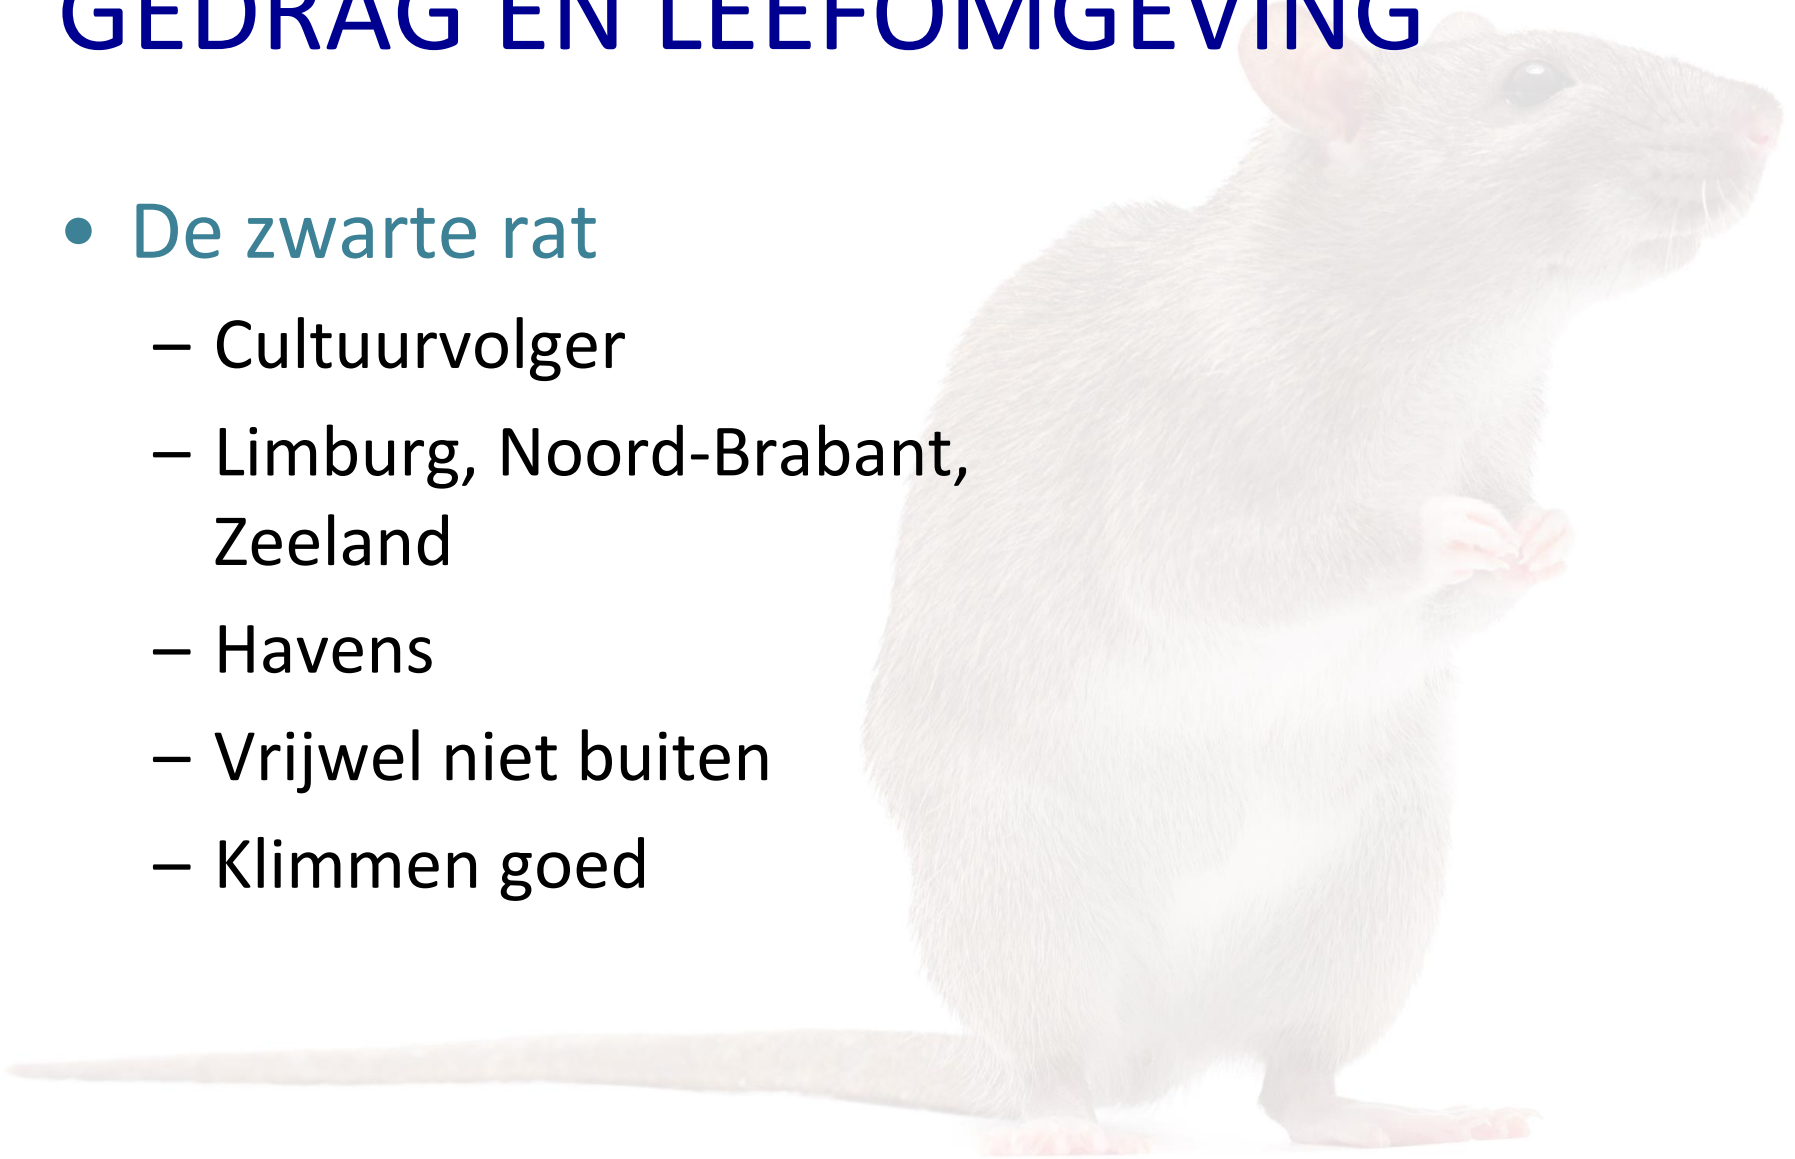 GEDRAG EN LEEFOMGEVING
• De zwarte rat
– Cultuurvolger
– Limburg, Noord-Brabant,
Zeeland
– Havens
– Vrijwel niet buiten
– Klimmen goed